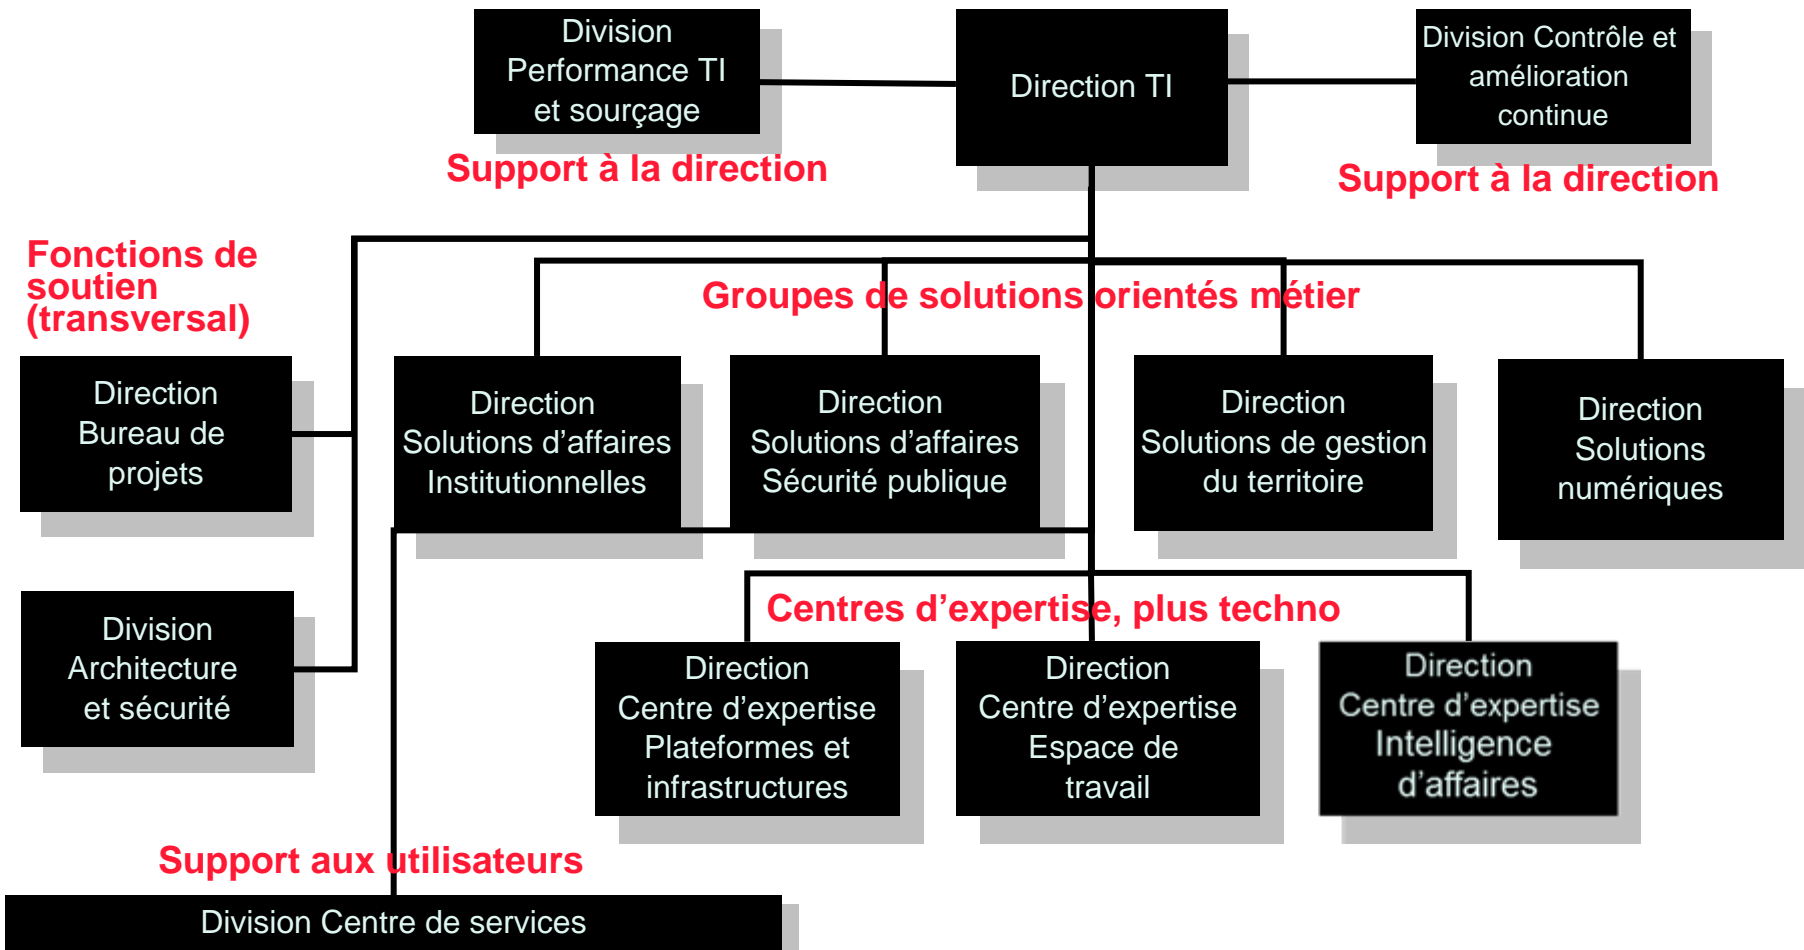 Division
Performance TI
et sourçage
Direction TI
Division Contrôle et
amélioration
continue
Support à la direction
Support à la direction
Fonctions de
soutien
(transversal)
Groupes de solutions orientés métier
Direction
Bureau de
projets
Direction
Solutions d’affaires
Institutionnelles
Direction
Solutions d’affaires
Sécurité publique
Direction
Solutions de gestion
du territoire
Direction
Solutions
numériques
Centres d’expertise, plus techno
Division
Architecture
et sécurité
Direction
Centre d’expertise
Plateformes et
infrastructures
Direction
Centre d’expertise
Espace de
travail
Direction
Centre d’expertise
Intelligence
d’affaires
Support aux utilisateurs
Division Centre de services